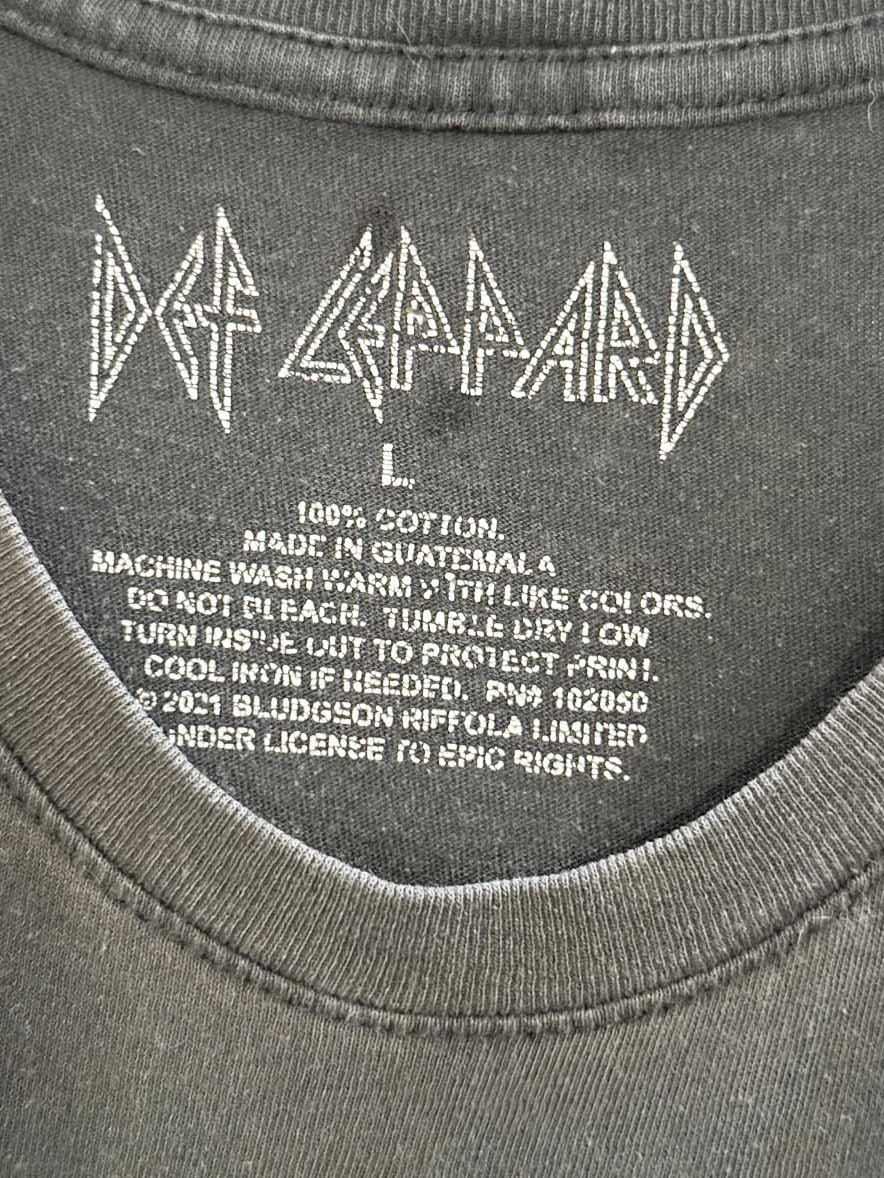 DEF LEPPARD
L
100% COTTON.
MADE IN GUATEMALA
MACHINE WASH WARM WITH LIKE COLORS.
DO NOT BLEACH. TUMBLE DRY LOW
TURN INSIDE OUT TO PROTECT PRINT.
COOL IRON IF NEEDED. RN# 102050
© 2021 BLUDGEON RIFFOLA LIMITED
UNDER LICENSE TO EPIC RIGHTS.